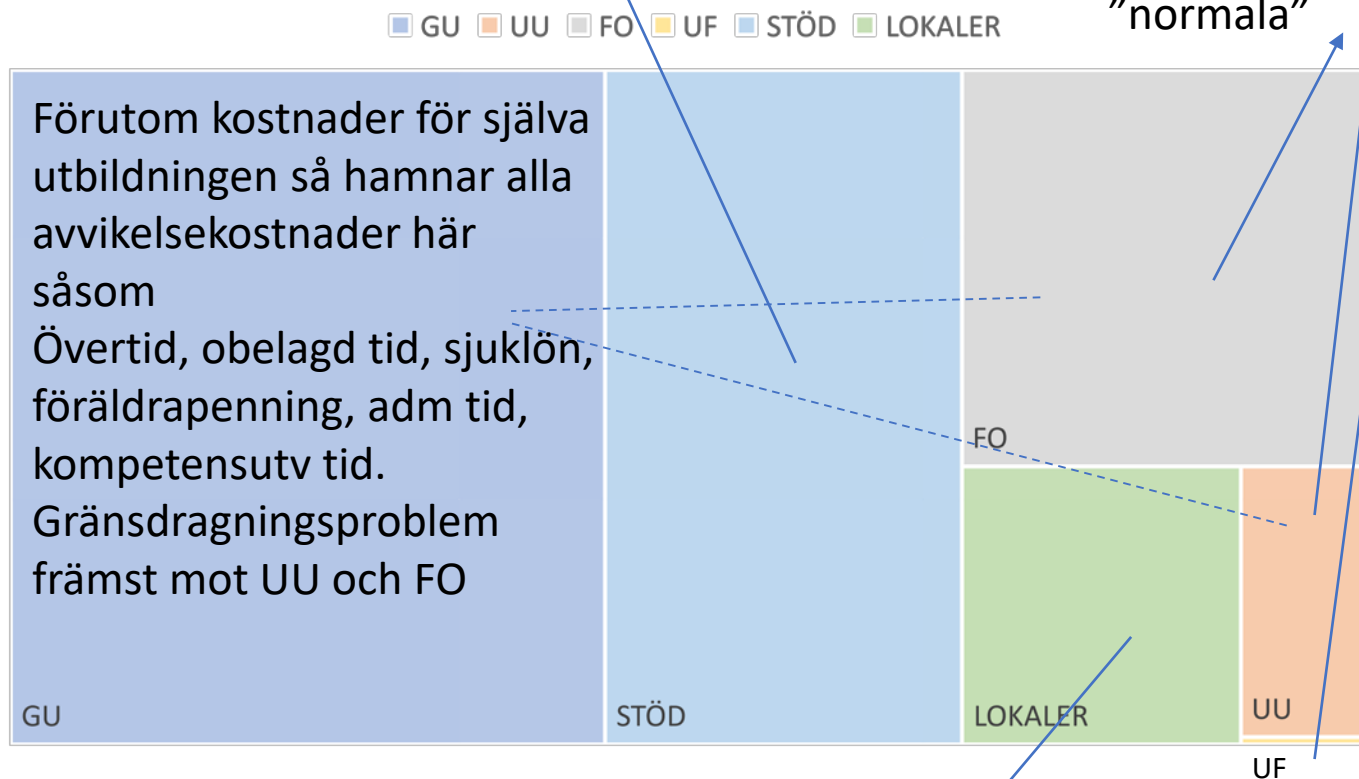 GU UU FO UF STÖD LOKALER
”normala”
Förutom kostnader för själva
utbildningen så hamnar alla
avvikelsekostnader här
såsom
Övertid, obelagd tid, sjuklön,
föräldrapenning, adm tid,
kompetensutv tid.
Gränsdragningsproblem
främst mot UU och FO
FO
GU
STÖD
LOKALER
UU
UF